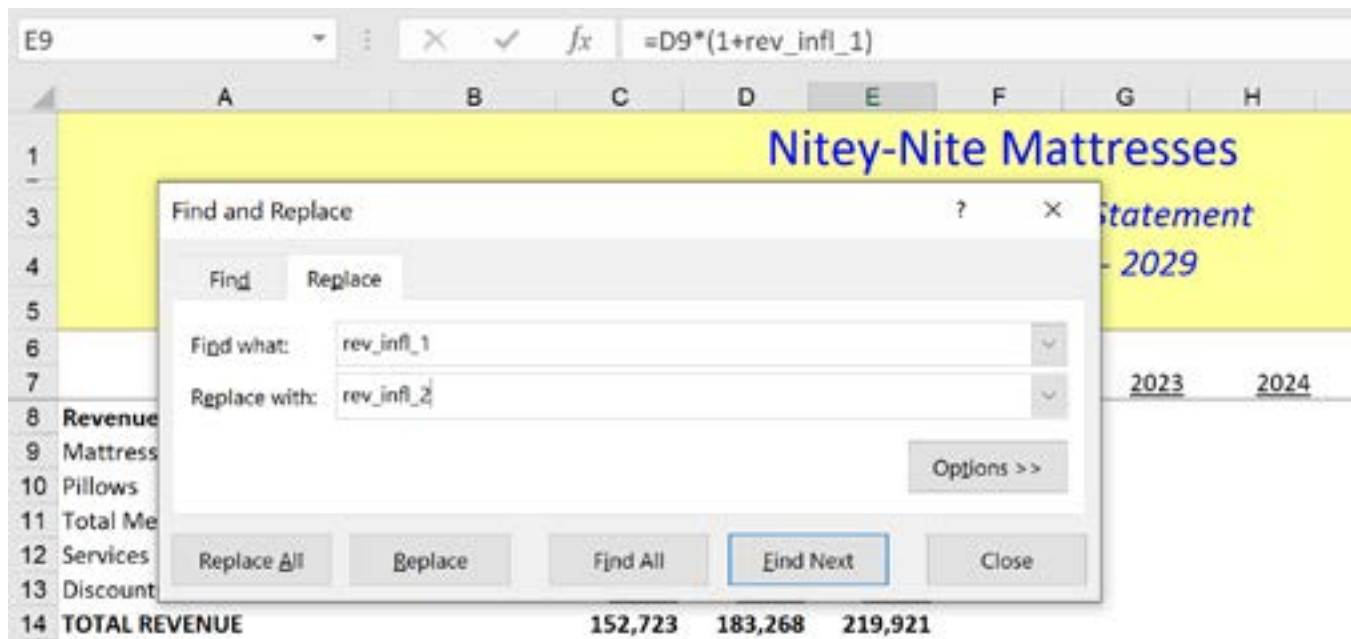 E9 fx =D9*(1+rev_infl_1)
A B C D E F G H
1 Nitey-Nite Mattresses
3 Statement
4 - 2029
5
6
7 2023 2024
8 Revenue
9 Mattress
10 Pillows
11 Total Me
12 Services
13 Discount
14 TOTAL REVENUE 152,723 183,268 219,921
Find and Replace ? ×
Find Replace
Find what: rev_infl_1
Replace with: rev_infl_2
Options >>
Replace All Replace Find All Find Next Close